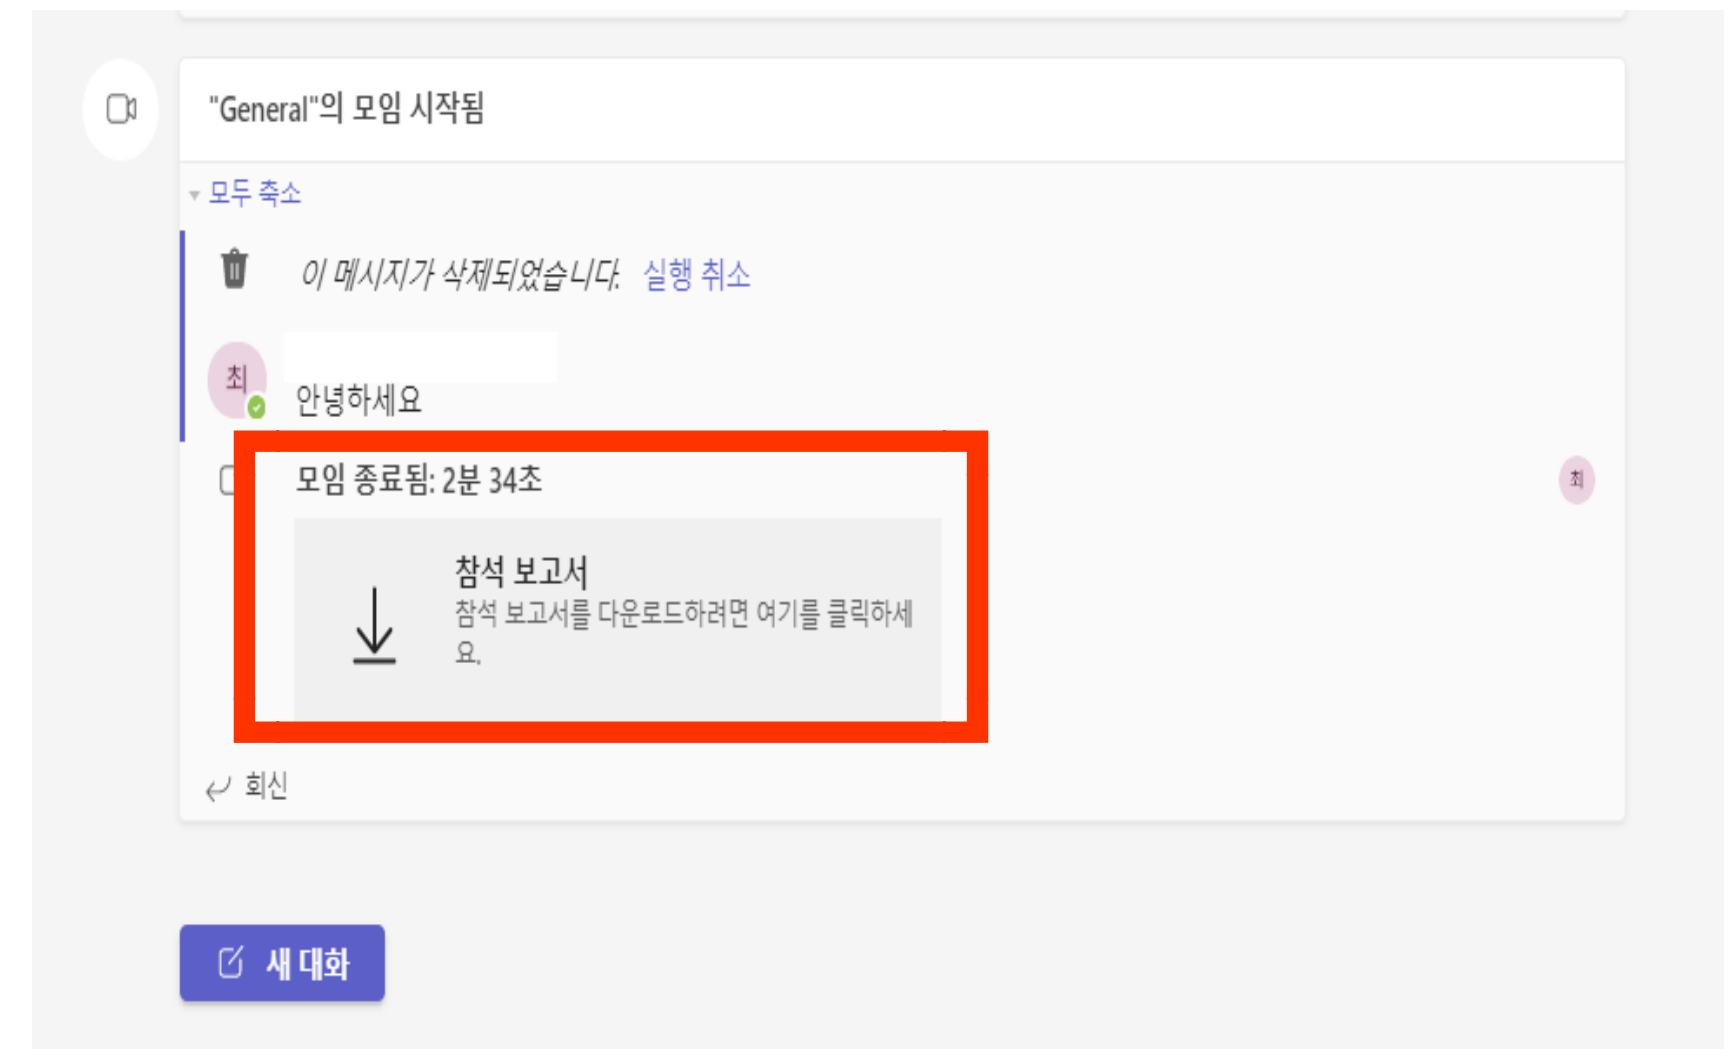 "General"의 모임 시작됨
모두 축소
이 메시지가 삭제되었습니다. 실행 취소
최
안녕하세요
모임 종료됨: 2분 34초
최
참석 보고서
참석 보고서를 다운로드하려면 여기를 클릭하세
요.
회신
새 대화